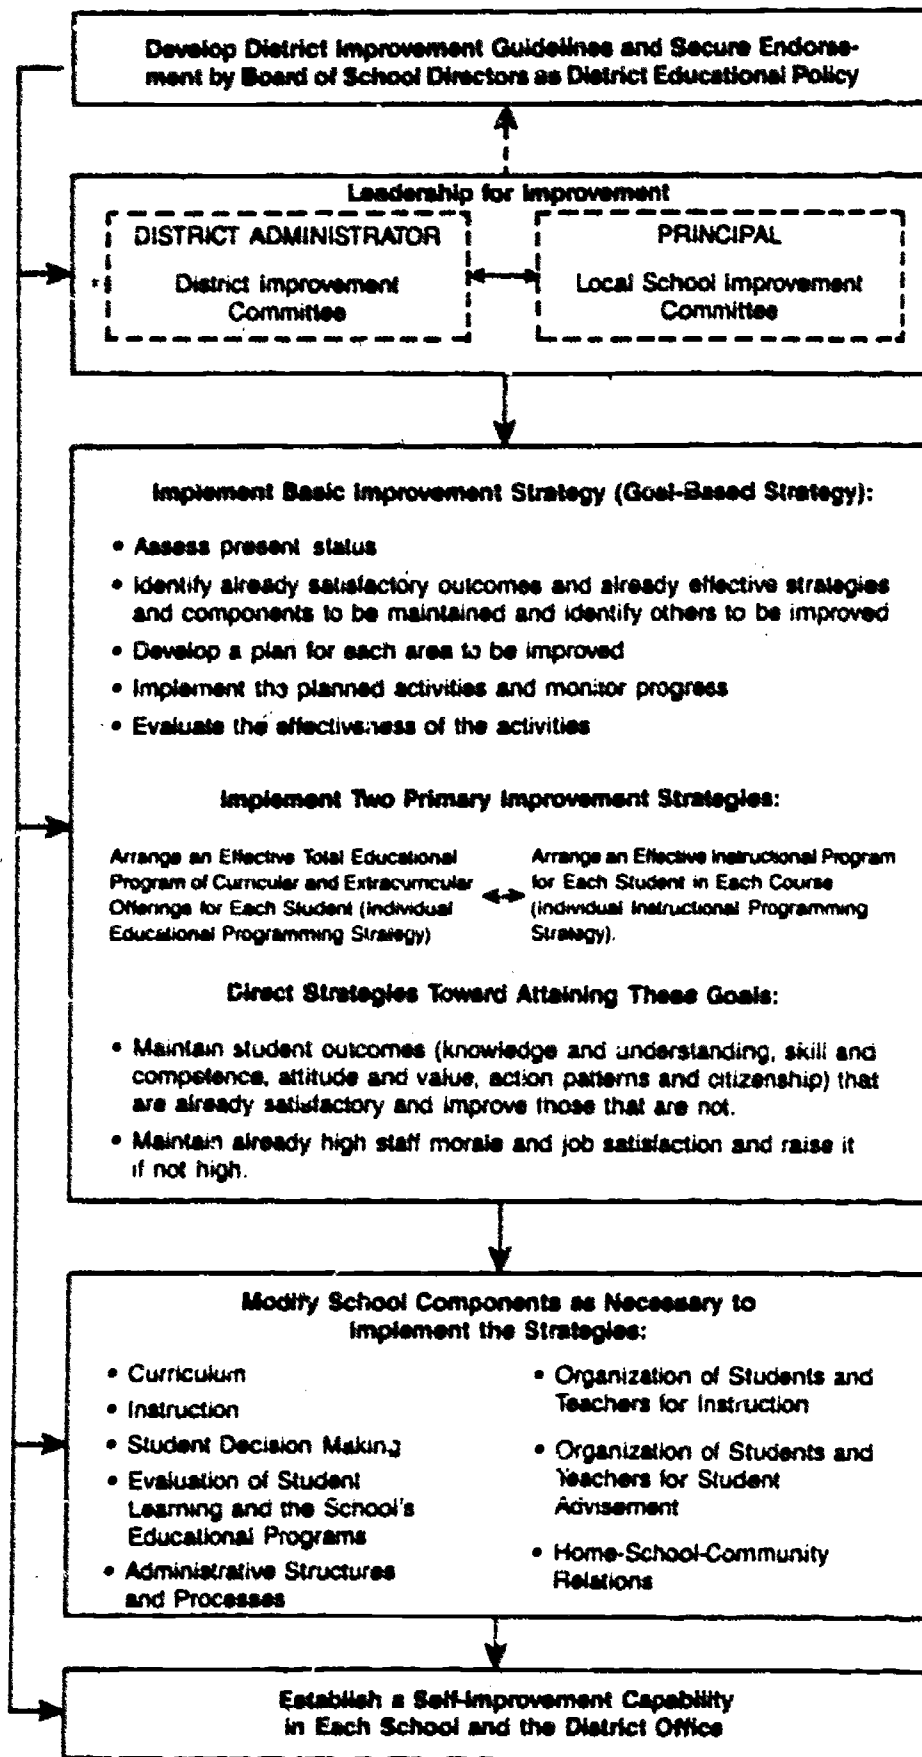 Develop District Improvement Guidelines and Secure Endorse-
ment by Board of School Directors as District Educational Policy
Leadership for Improvement
DISTRICT ADMINISTRATOR
District Improvement
Committee
PRINCIPAL
Local School Improvement
Committee
Implement Basic Improvement Strategy (Goal-Based Strategy):
• Assess present status
• Identify already satisfactory outcomes and already effective strategies
and components to be maintained and identify others to be improved
• Develop a plan for each area to be improved
• Implement the planned activities and monitor progress
• Evaluate the effectiveness of the activities
Implement Two Primary Improvement Strategies:
Arrange an Effective Total Educational
Program of Curricular and Extracurricular
Offerings for Each Student (Individual
Educational Programming Strategy)
Arrange an Effective Instructional Program
for Each Student in Each Course
(Individual Instructional Programming
Strategy).
Direct Strategies Toward Attaining These Goals:
• Maintain student outcomes (knowledge and understanding, skill and
competence, attitude and value, action patterns and citizenship) that
are already satisfactory and improve those that are not.
• Maintain already high staff morale and job satisfaction and raise it
if not high.
Modify School Components as Necessary to
Implement the Strategies:
• Curriculum
• Instruction
• Student Decision Making
• Evaluation of Student
Learning and the School's
Educational Programs
• Administrative Structures
and Processes
• Organization of Students and
Teachers for Instruction
• Organization of Students and
Teachers for Student
Advisement
• Home-School-Community
Relations
Establish a Self-Improvement Capability
in Each School and the District Office